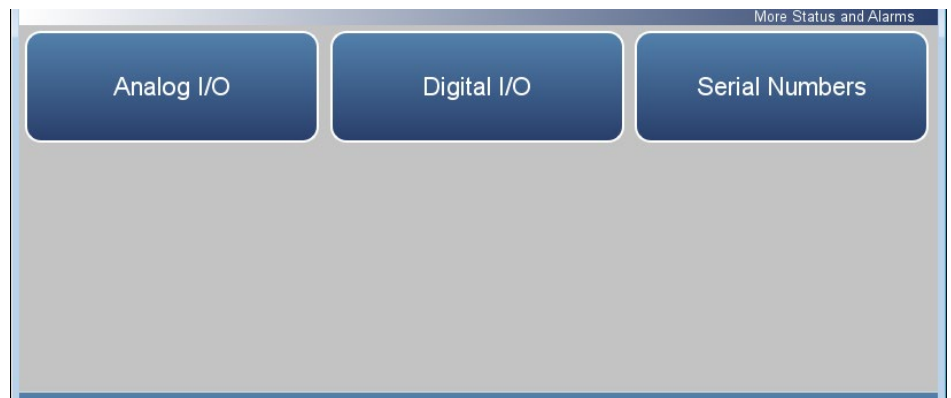 More Status and Alarms
Analog I/O
Digital I/O
Serial Numbers